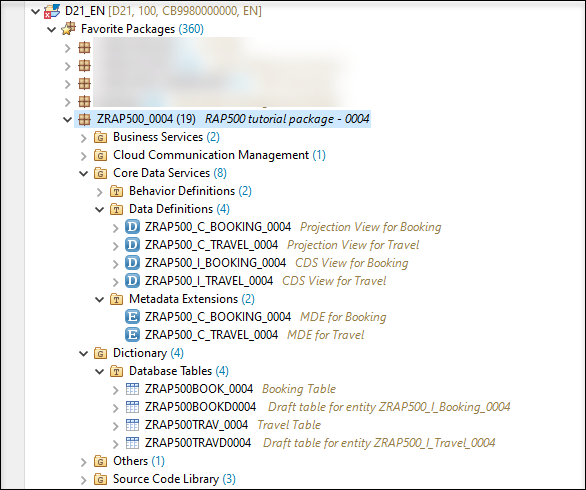 D21_EN [D21, 100, CB9980000000, EN]
Favorite Packages (360)
ZRAP500_0004 (19) RAP500 tutorial package - 0004
Business Services (2)
Cloud Communication Management (1)
Core Data Services (8)
Behavior Definitions (2)
Data Definitions (4)
ZRAP500_C_BOOKING_0004 Projection View for Booking
ZRAP500_C_TRAVEL_0004 Projection View for Travel
ZRAP500_I_BOOKING_0004 CDS View for Booking
ZRAP500_I_TRAVEL_0004 CDS View for Travel
Metadata Extensions (2)
ZRAP500_C_BOOKING_0004 MDE for Booking
ZRAP500_C_TRAVEL_0004 MDE for Travel
Dictionary (4)
Database Tables (4)
ZRAP500BOOK_0004 Booking Table
ZRAP500BOOKD0004 Draft table for entity ZRAP500_I_Booking_0004
ZRAP500TRAV_0004 Travel Table
ZRAP500TRAVD0004 Draft table for entity ZRAP500_I_Travel_0004
Others (1)
Source Code Library (3)